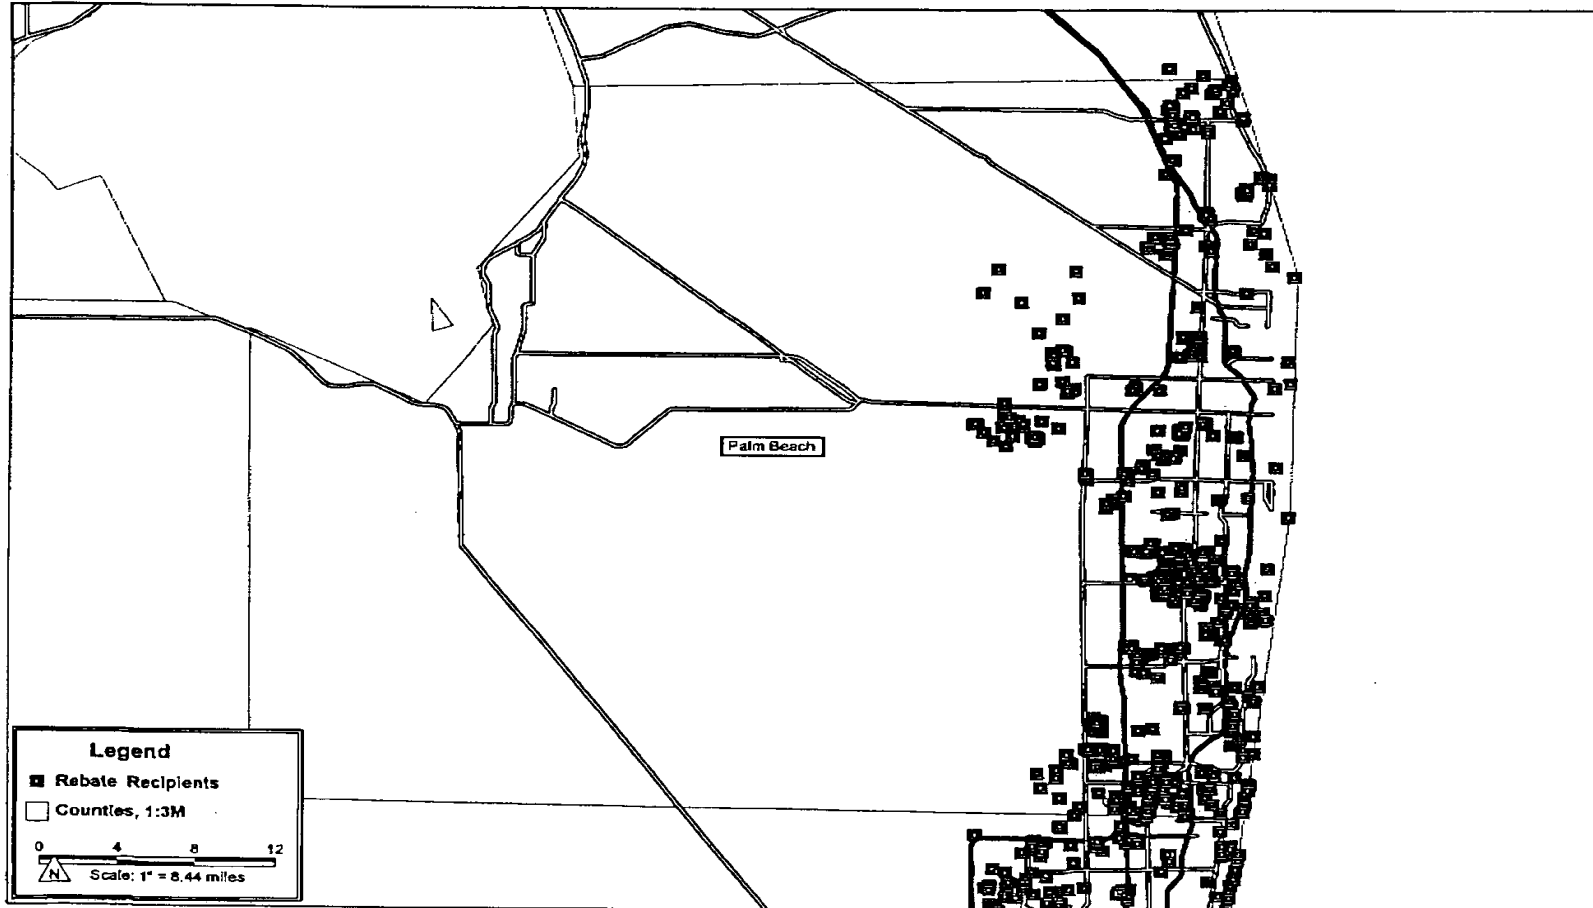 Palm Beach
Legend
Rebate Recipients
Counties, 1:3M
0 4 8 12
N
Scale: 1" = 8.44 miles